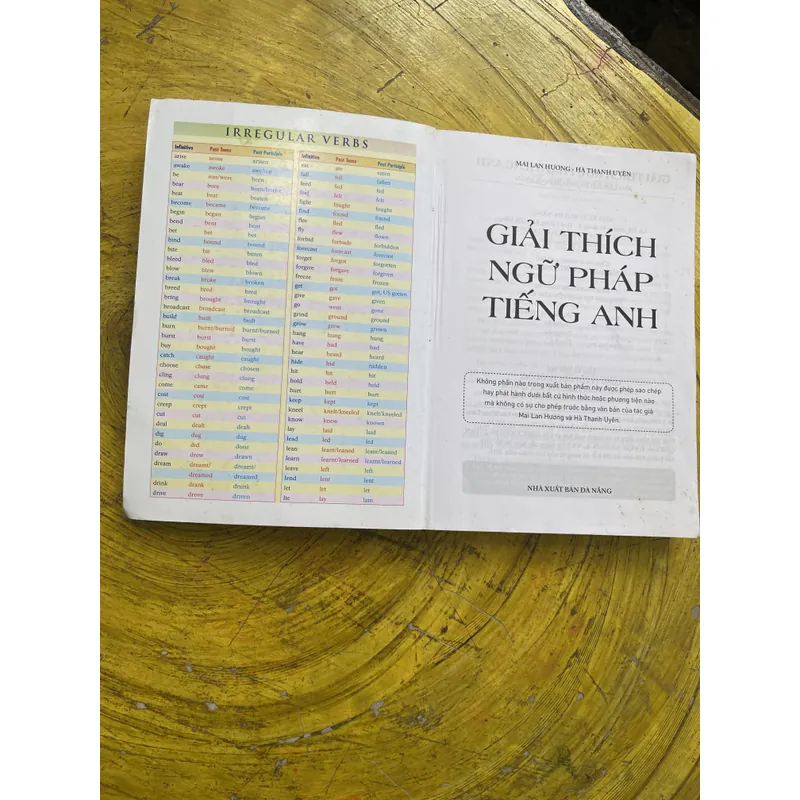 IRREGULAR VERBS
Infinitive Past Tense Past Participle
arise arose arisen
awake awoke awoken
be was/were been
bear bore born/borne
beat beat beaten
become became become
begin began begun
bend bent bent
bet bet bet
bind bound bound
bite bit bitten
bleed bled bled
blow blew blown
break broke broken
breed bred bred
bring brought brought
broadcast broadcast broadcast
build built built
burn burnt/burned burnt/burned
burst burst burst
buy bought bought
catch caught caught
choose chose chosen
cling clung clung
come came come
cost cost cost
creep crept crept
cut cut cut
deal dealt dealt
dig dug dug
do did done
draw drew drawn
dream dreamt/ dreamt/
dreamed dreamed
drink drank drunk
drive drove driven
Infinitive Past Tense Past Participle
eat ate eaten
fall fell fallen
feed fed fed
feel felt felt
fight fought fought
find found found
flee fled fled
fly flew flown
forbid forbade forbidden
forecast forecast forecast
forget forgot forgotten
forgive forgave forgiven
freeze froze frozen
get got got, US gotten
give gave given
go went gone
grind ground ground
grow grew grown
hang hung hung
have had had
hear heard heard
hide hid hidden
hit hit hit
hold held held
hurt hurt hurt
keep kept kept
kneel knelt/kneeled knelt/kneeled
know knew known
lay laid laid
lead led led
lean leant/leaned leant/leaned
learn learnt/learned learnt/learned
leave left left
lend lent lent
let let let
lie lay lain
MAI LAN HƯƠNG - HÀ THANH UYÊN
GIẢI THÍCH
NGỮ PHÁP
TIẾNG ANH
Không phần nào trong xuất bản phẩm này được phép sao chép
hay phát hành dưới bất cứ hình thức hoặc phương tiện nào
mà không có sự cho phép trước bằng văn bản của tác giả
Mai Lan Hương và Hà Thanh Uyên.
NHÀ XUẤT BẢN ĐÀ NẴNG